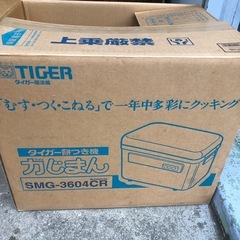 上乗厳禁
TIGER
タイガー魔法瓶
「むす・つく・こねる」で一年中多彩にクッキング
タイガー餅つき機
力じまん
SMG-3604CR
TIGER